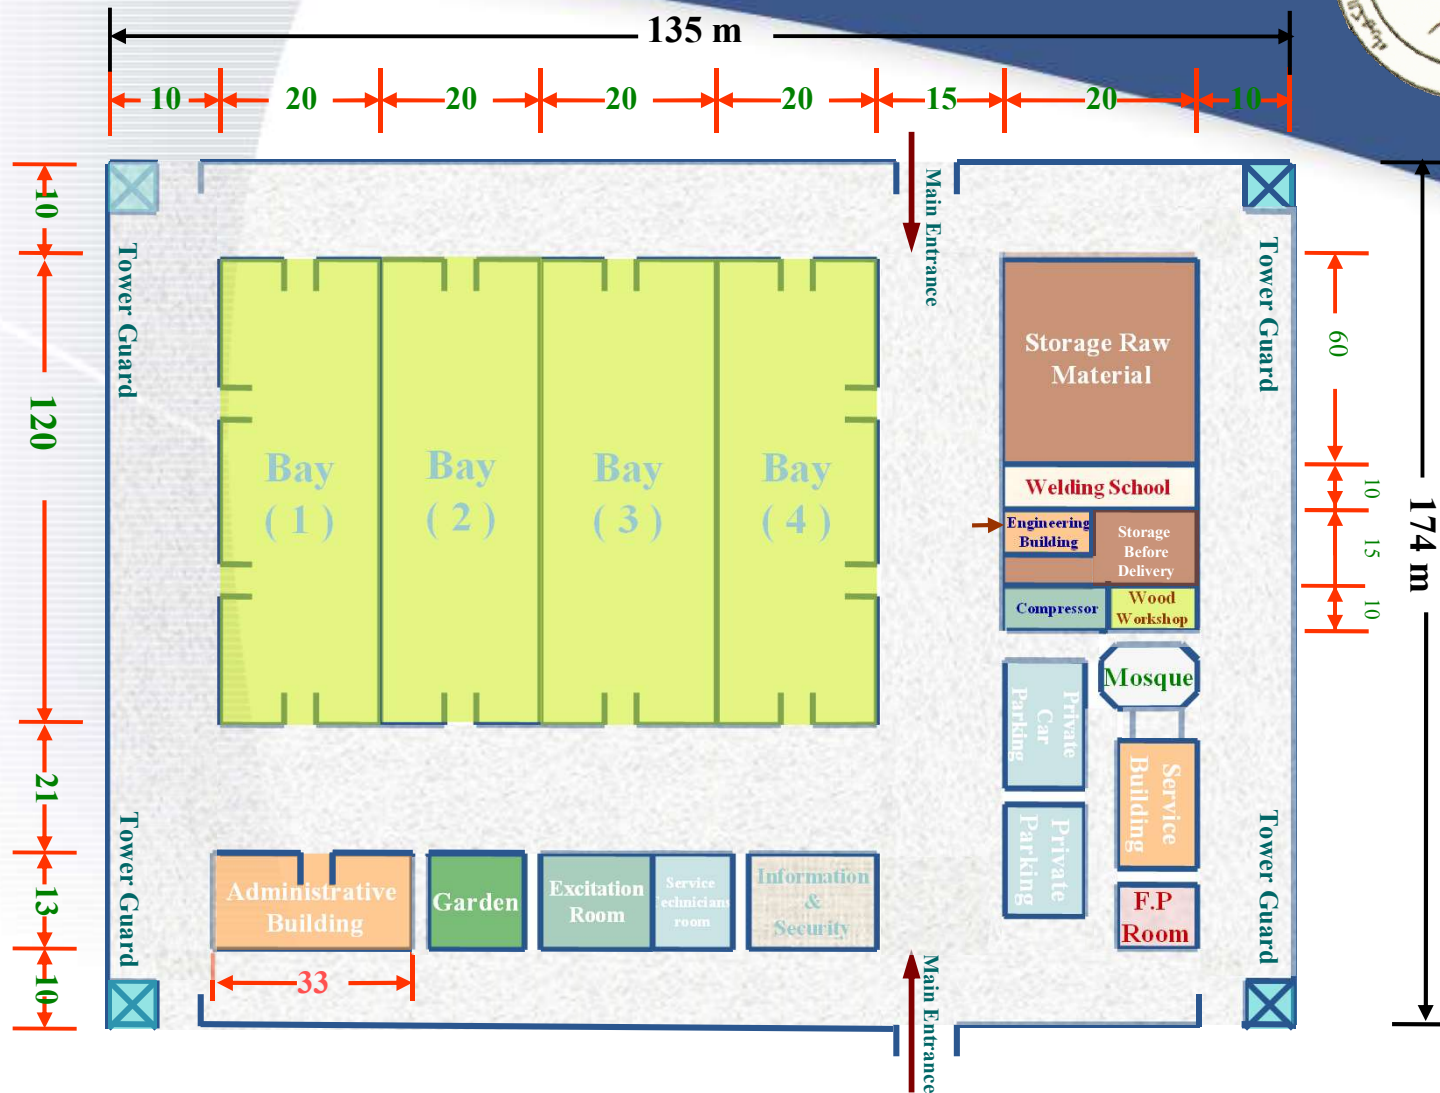 135 m
10
20
20
20
20
15
20
10
10
120
21
13
10
Tower Guard
Main Entrance
Tower Guard
Bay
( 1 )
Bay
( 2 )
Bay
( 3 )
Bay
( 4 )
Storage Raw
Material
Welding School
Engineering
Building
Storage
Before
Delivery
Compressor
Wood
Workshop
60
10
15
10
174 m
Mosque
Private
Car
Parking
Service
Building
Private
Parking
F.P
Room
Tower Guard
Administrative
Building
Garden
Excitation
Room
Service
echnicians
room
Information
&
Security
Tower Guard
33
Main Entrance